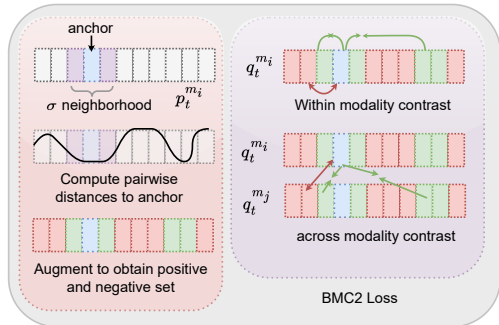 anchor
σ neighborhood
p_t^{m_i}
Compute pairwise
distances to anchor
Augment to obtain positive
and negative set
q_t^{m_i}
Within modality contrast
q_t^{m_i}
q_t^{m_j}
across modality contrast
BMC2 Loss